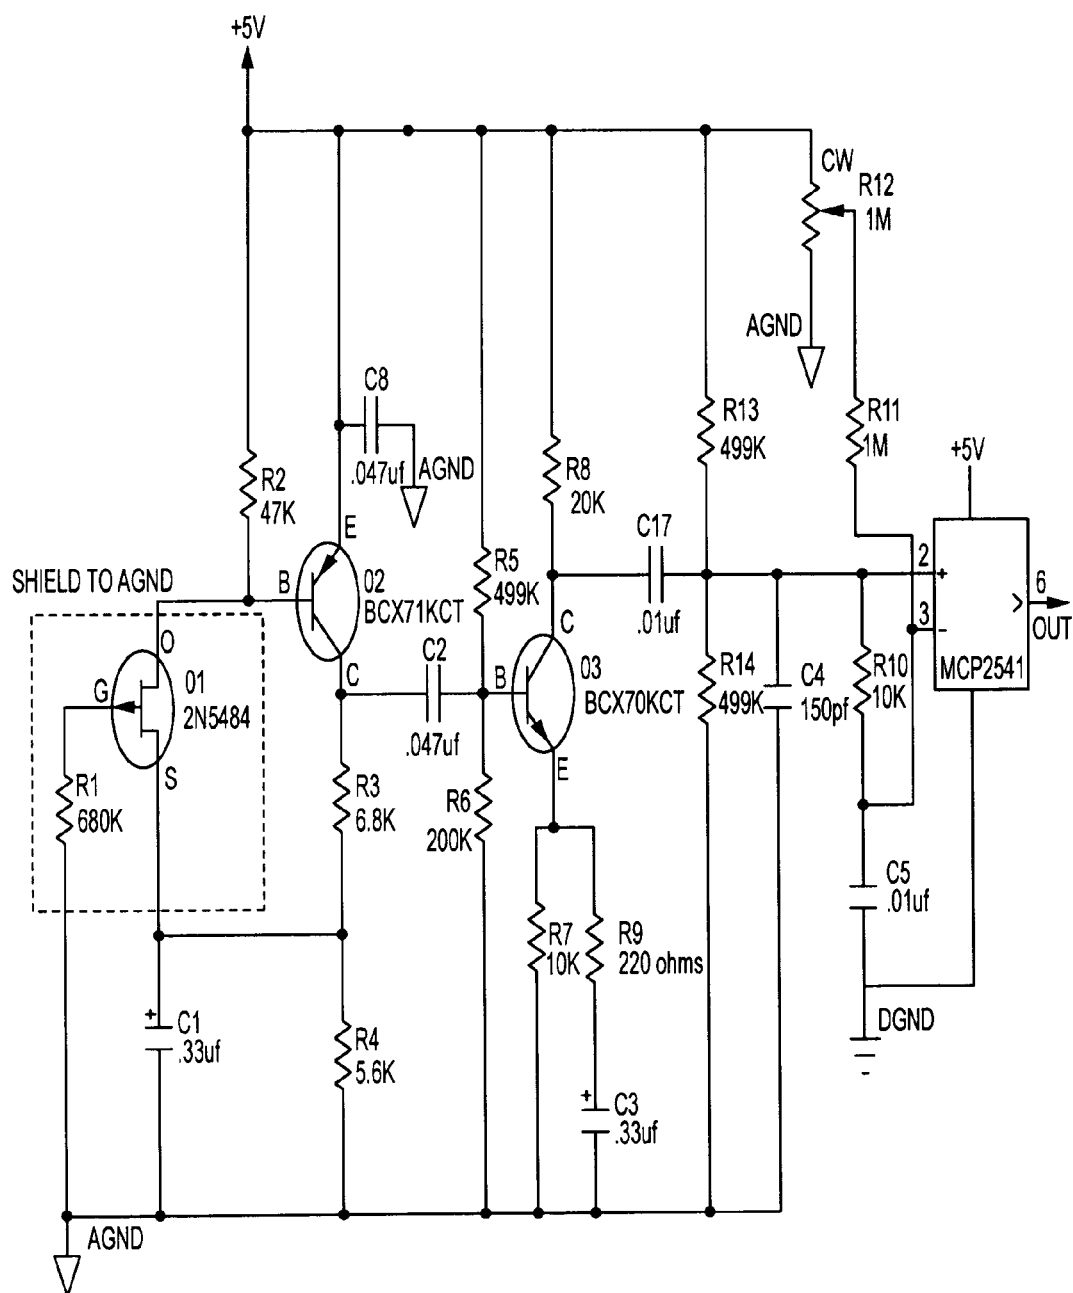 +5V
CW
R12
1M
AGND
C8
.047uf
AGND
R13
499K
R11
1M
R2
47K
R8
20K
+5V
E
C17
SHIELD TO AGND
B
02
BCX71KCT
R5
499K
.01uf
2
+
6
>
OUT
3
-
MCP2541
O
C
C2
.047uf
C
B
03
BCX70KCT
E
G
01
2N5484
S
R14
499K
C4
150pf
R10
10K
R1
680K
R3
6.8K
R6
200K
C5
.01uf
R7
10K
R9
220 ohms
DGND
+
C1
.33uf
R4
5.6K
+
C3
.33uf
AGND